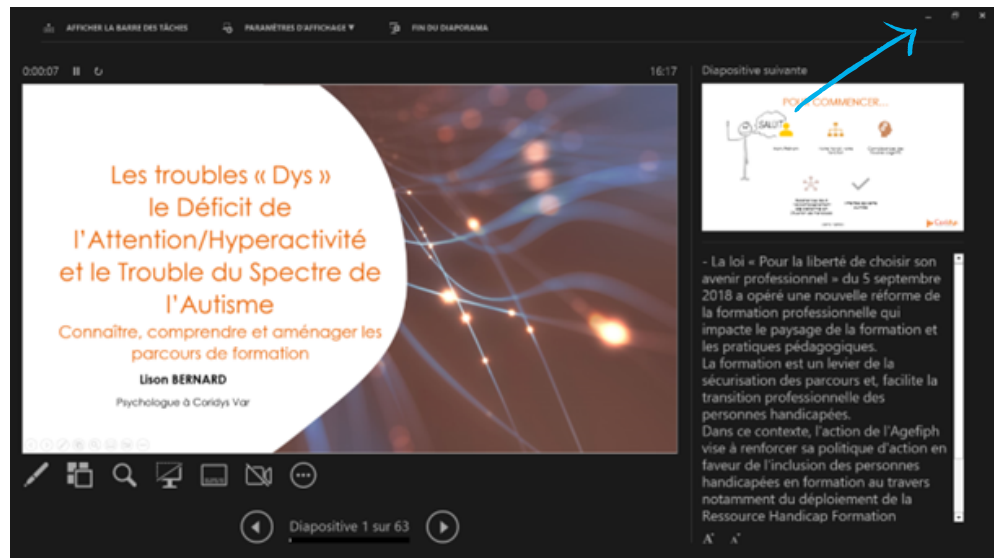 AFFICHER LA BARRE DES TÂCHES
PARAMÈTRES D'AFFICHAGE ▼
FIN DU DIAPORAMA
0:00:07
16:17
Les troubles « Dys »
le Déficit de
l'Attention/Hyperactivité
et le Trouble du Spectre de
l'Autisme
Connaître, comprendre et aménager les
parcours de formation
Lison BERNARD
Psychologue à Coridys Var
Diapositive 1 sur 63
Diapositive suivante
POUR COMMENCER...
SALUT
- La loi « Pour la liberté de choisir son
avenir professionnel » du 5 septembre
2018 a opéré une nouvelle réforme de
la formation professionnelle qui
impacte le paysage de la formation et
les pratiques pédagogiques.
La formation est un levier de la
sécurisation des parcours et, facilite la
transition professionnelle des
personnes handicapées.
Dans ce contexte, l'action de l'Agefiph
vise à renforcer sa politique d'action en
faveur de l'inclusion des personnes
handicapées en formation au travers
notamment du déploiement de la
Ressource Handicap Formation
A A